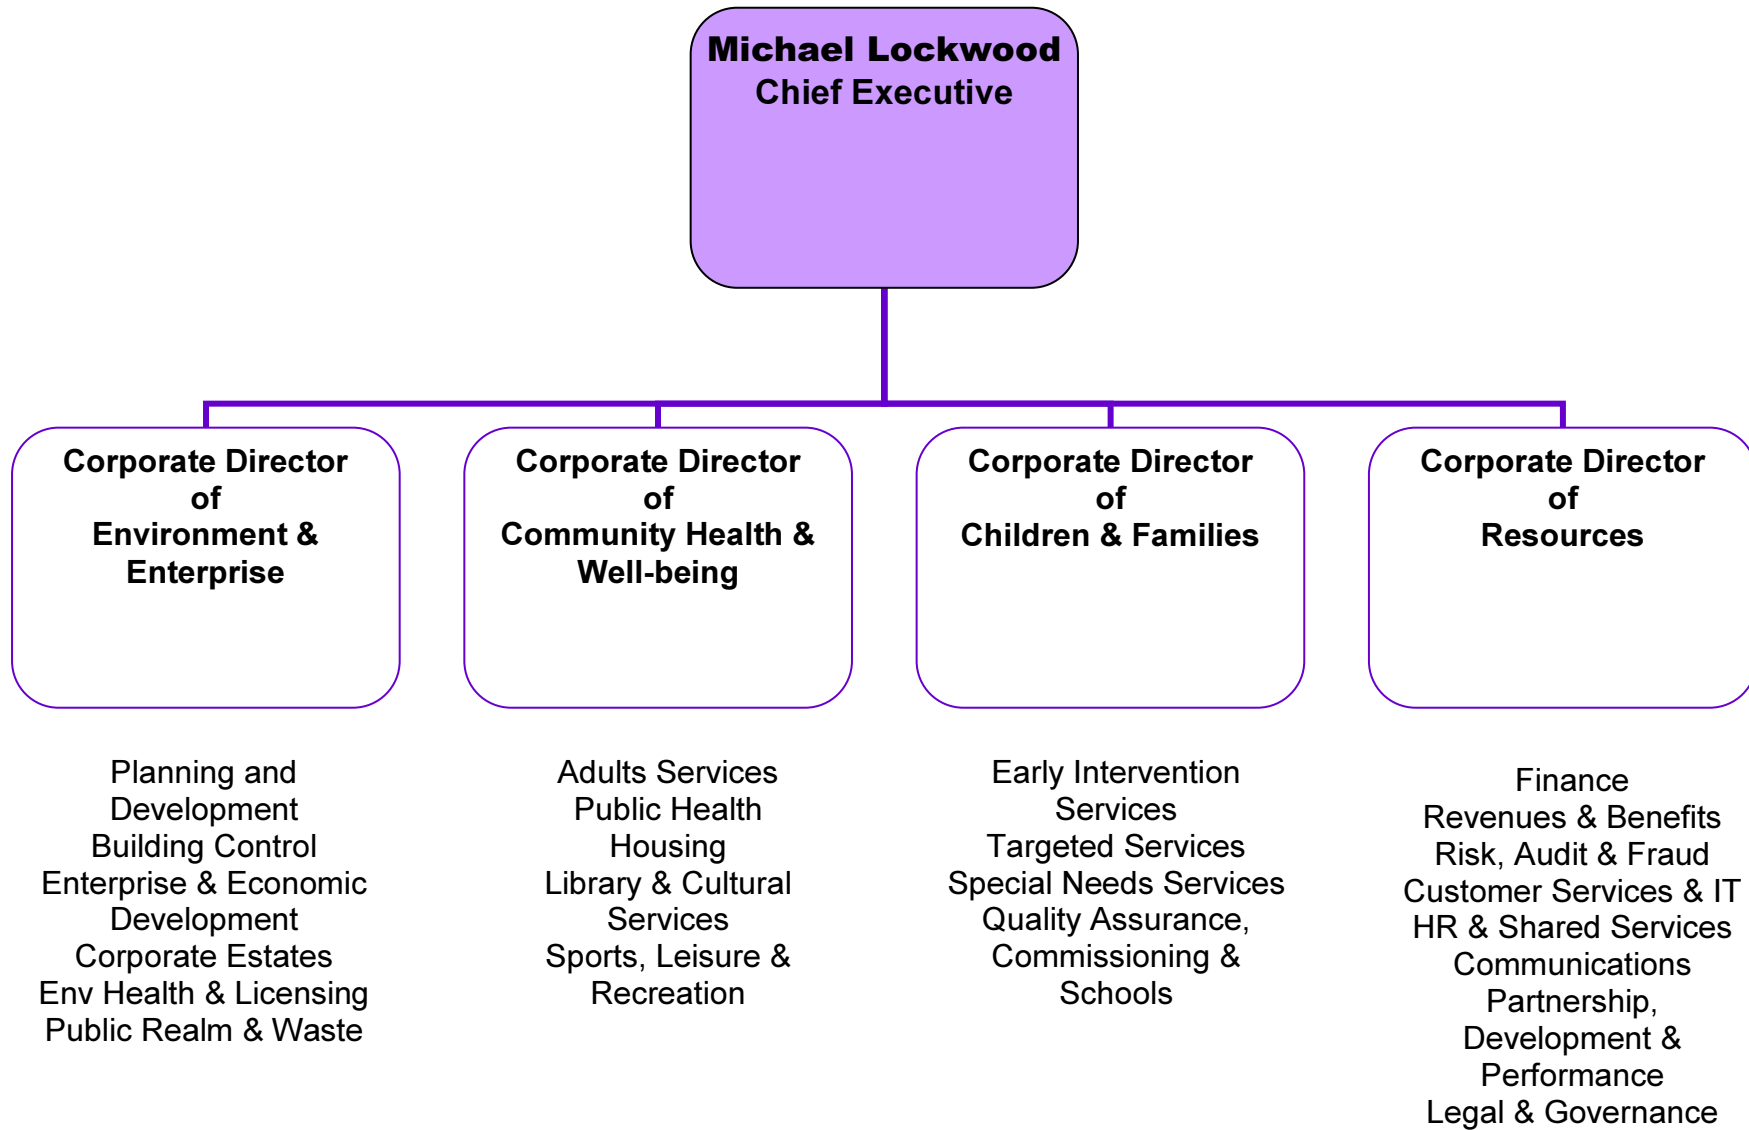 Michael Lockwood
Chief Executive
Corporate Director
of
Environment &
Enterprise
Corporate Director
of
Community Health &
Well-being
Corporate Director
of
Children & Families
Corporate Director
of
Resources
Planning and
Development
Building Control
Enterprise & Economic
Development
Corporate Estates
Env Health & Licensing
Public Realm & Waste
Adults Services
Public Health
Housing
Library & Cultural
Services
Sports, Leisure &
Recreation
Early Intervention
Services
Targeted Services
Special Needs Services
Quality Assurance,
Commissioning &
Schools
Finance
Revenues & Benefits
Risk, Audit & Fraud
Customer Services & IT
HR & Shared Services
Communications
Partnership,
Development &
Performance
Legal & Governance